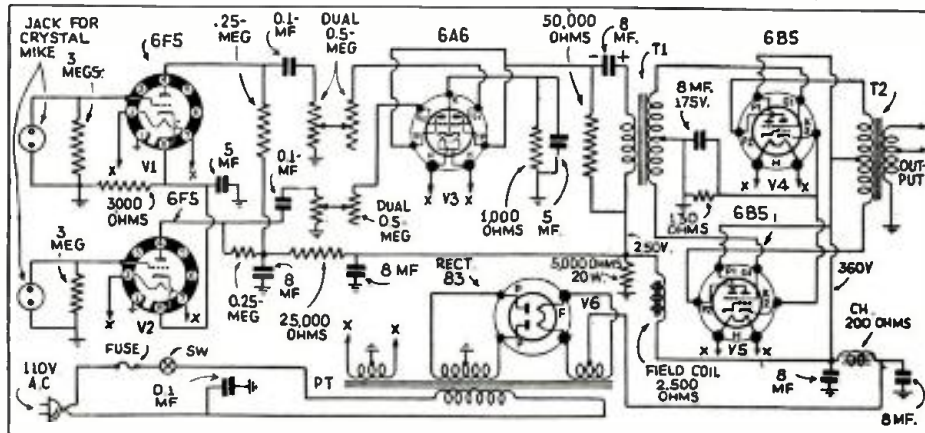 JACK FOR
CRYSTAL
MIKE
3
MEGS.
6F5
V1
.25-
MEG
0.1-
MF
DUAL
0.5-
MEG
6A6
V3
X
X
50,000
OHMS
8
MF.
- +
T1
6B5
8 MF.
175V.
H
X
V4
X
T2
OUT-
PUT
X
X
5
MF
3000
OHMS
6F5
0.1-
MF
DUAL
0.5-
MEG
1,000
OHMS
5
MF.
130
OHMS
6B5
3
MEG
V2
X
X
0.25-
MEG
8
MF
25,000
OHMS
8 MF
RECT.
83
P
P
F
F
V6
250V.
5,000 OHMS
20 W.
H
X
V5
X
360V
CH.
200 OHMS
FIELD COIL
2,500
OHMS
8
MF
8 MF.
110V
A.C
FUSE
SW
0.1
MF
PT
X
X